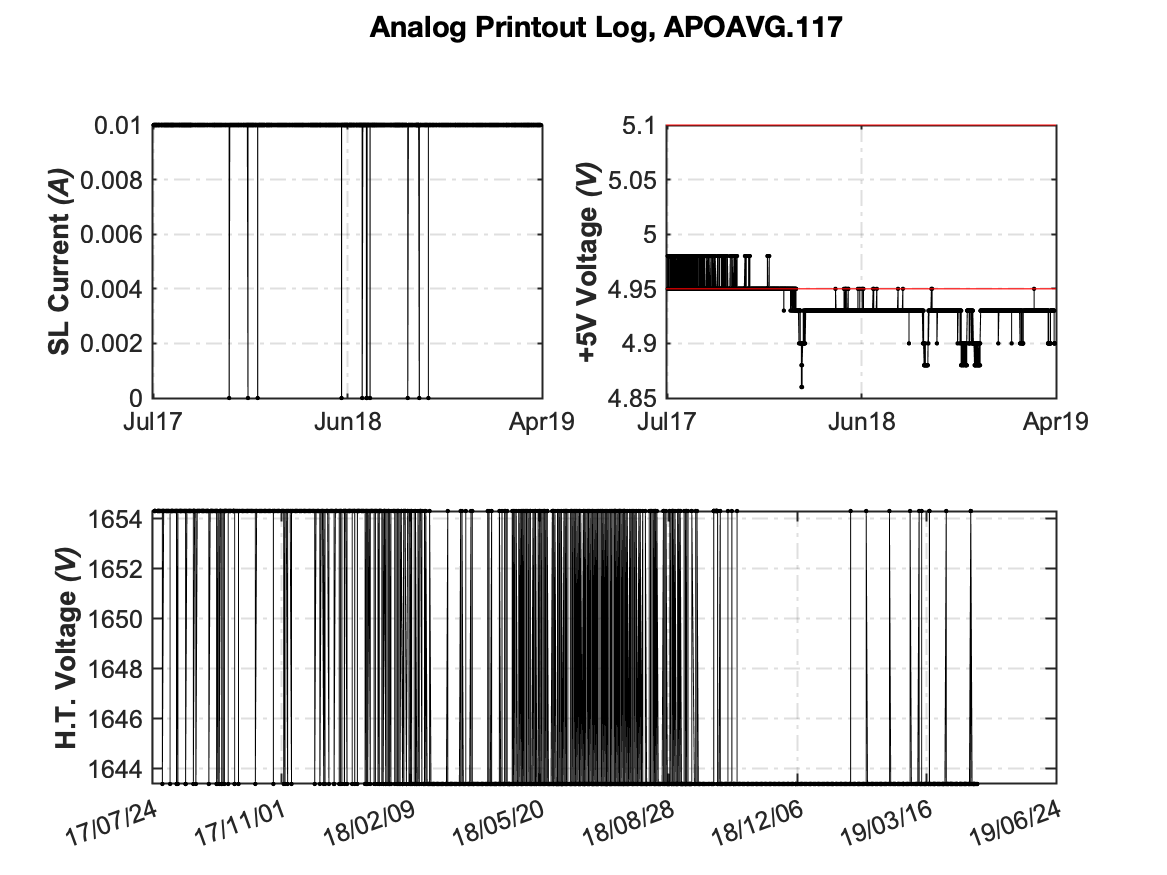 Analog Printout Log, APOAVG.117
SL Current (A)
0.01
0.008
0.006
0.004
0.002
0
Jul17 Jun18 Apr19
+5V Voltage (V)
5.1
5.05
5
4.95
4.9
4.85
Jul17 Jun18 Apr19
H.T. Voltage (V)
1654
1652
1650
1648
1646
1644
17/07/24 17/11/01 18/02/09 18/05/20 18/08/28 18/12/06 19/03/16 19/06/24